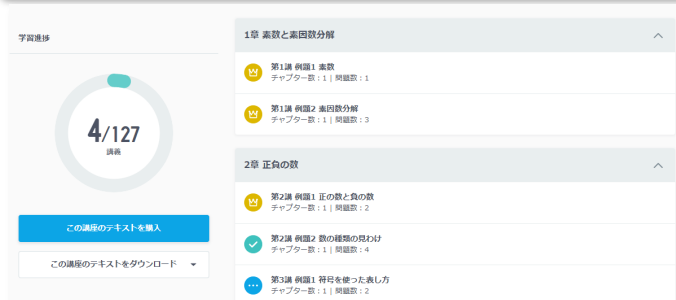 学習進捗
4/127
講義
この講座のテキストを購入
この講座のテキストをダウンロード
1章 素数と素因数分解
第1講 例題1 素数
チャプター数：1 | 問題数：1
第1講 例題2 素因数分解
チャプター数：1 | 問題数：3
2章 正負の数
第2講 例題1 正の数と負の数
チャプター数：1 | 問題数：2
第2講 例題2 数の種類の見わけ
チャプター数：1 | 問題数：4
第3講 例題1 符号を使った表し方
チャプター数：1 | 問題数：2